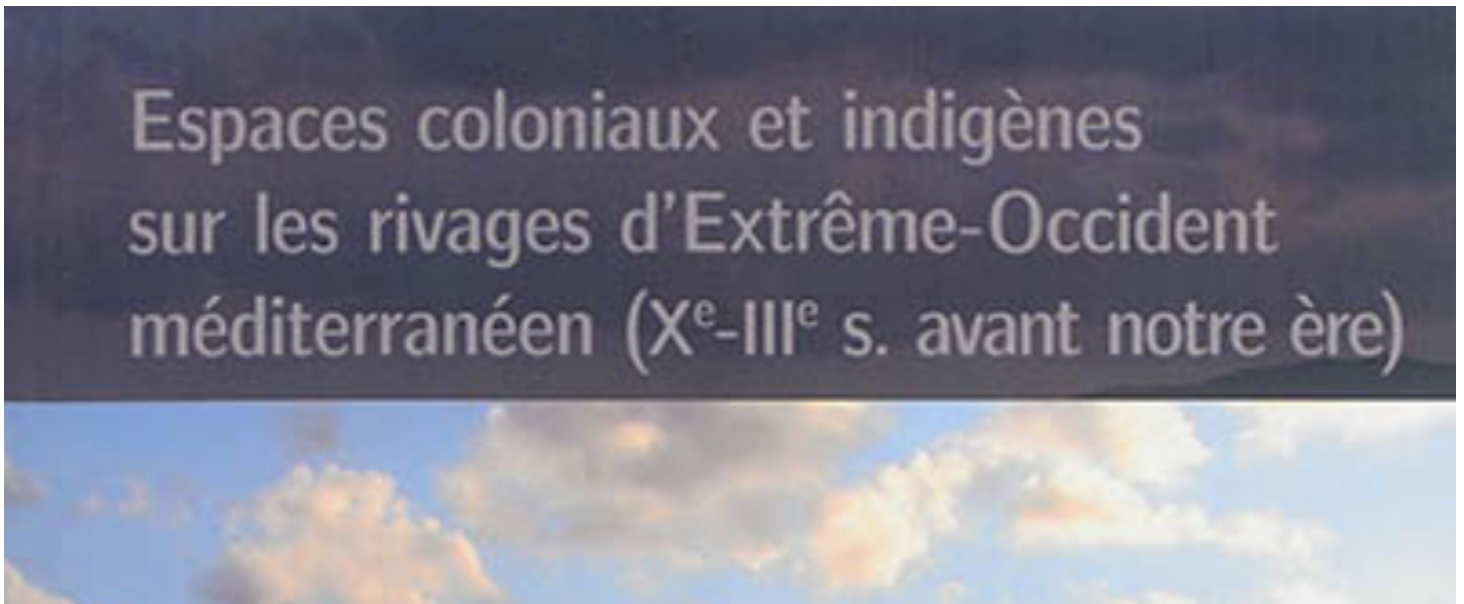 Espaces coloniaux et indigènes
sur les rivages d'Extrême-Occident
méditerranéen (Xᵉ-IIIᵉ s. avant notre ère)